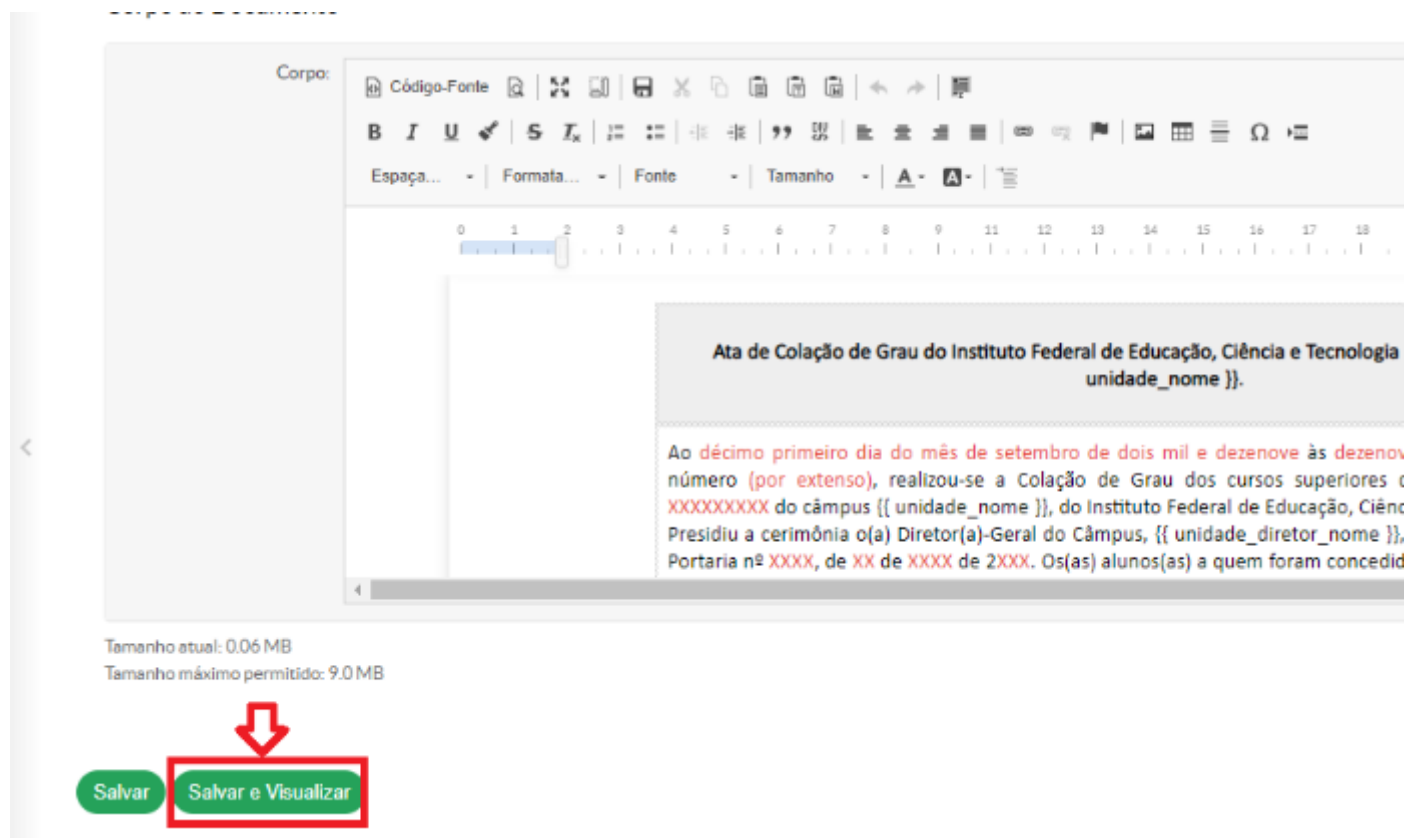 Corpo:
Código-Fonte
Espaça... Formata... Fonte Tamanho
0 1 2 3 4 5 6 7 8 9 11 12 13 14 15 16 17 18
Ata de Colação de Grau do Instituto Federal de Educação, Ciência e Tecnologia
unidade_nome }}.
Ao décimo primeiro dia do mês de setembro de dois mil e dezenove às dezenov
número (por extenso), realizou-se a Colação de Grau dos cursos superiores
XXXXXXXXX do câmpus {{ unidade_nome }}, do Instituto Federal de Educação, Ciênc
Presidiu a cerimônia o(a) Diretor(a)-Geral do Câmpus, {{ unidade_diretor_nome }},
Portaria nº XXXX, de XX de XXXX de 2XXX. Os(as) alunos(as) a quem foram concedid
Tamanho atual: 0.06 MB
Tamanho máximo permitido: 9.0 MB
Salvar Salvar e Visualizar